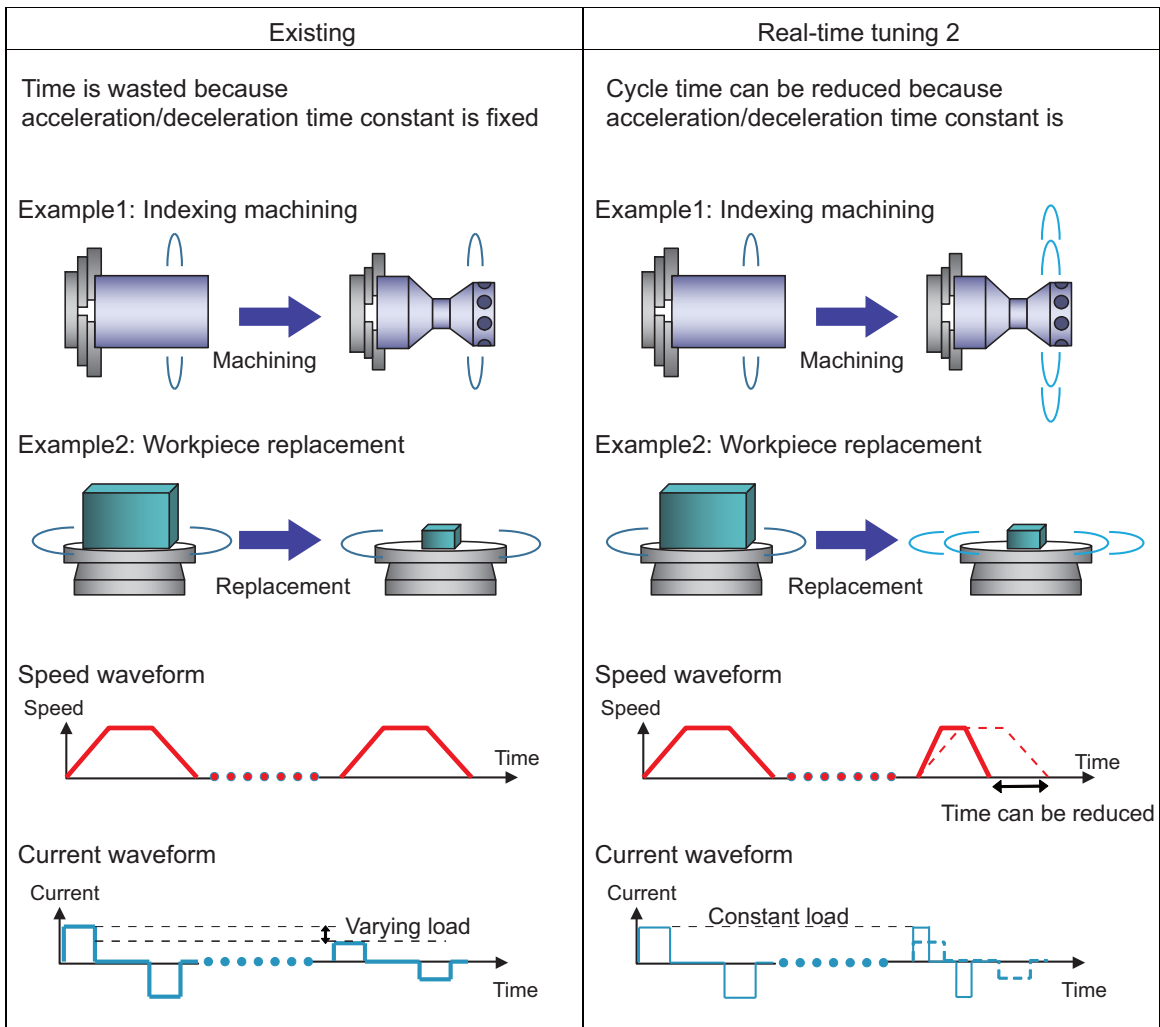 Existing
Time is wasted because
acceleration/deceleration time constant is fixed
Example1: Indexing machining
Machining
Example2: Workpiece replacement
Replacement
Speed waveform
Speed
Time
Current waveform
Current
Varying load
Time
Real-time tuning 2
Cycle time can be reduced because
acceleration/deceleration time constant is
Example1: Indexing machining
Machining
Example2: Workpiece replacement
Replacement
Speed waveform
Speed
Time
Time can be reduced
Current waveform
Current
Constant load
Time